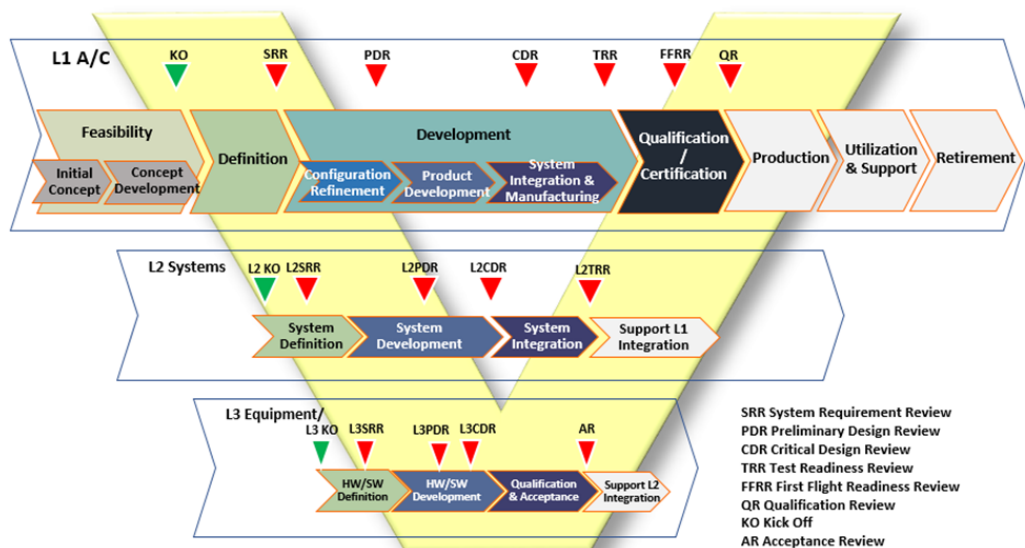 L1 A/C
KO
SRR
PDR
CDR
TRR
FFRR
QR
Feasibility
Initial
Concept
Concept
Development
Definition
Development
Configuration
Refinement
Product
Development
System
Integration &
Manufacturing
Qualification
/
Certification
Production
Utilization
& Support
Retirement
L2 Systems
L2 KO
L2SRR
L2PDR
L2CDR
L2TRR
System
Definition
System
Development
System
Integration
Support L1
Integration
L3 Equipment/
L3 KO
L3SRR
L3PDR
L3CDR
AR
HW/SW
Definition
HW/SW
Development
Qualification
& Acceptance
Support L2
Integration
SRR System Requirement Review
PDR Preliminary Design Review
CDR Critical Design Review
TRR Test Readiness Review
FFRR First Flight Readiness Review
QR Qualification Review
KO Kick Off
AR Acceptance Review